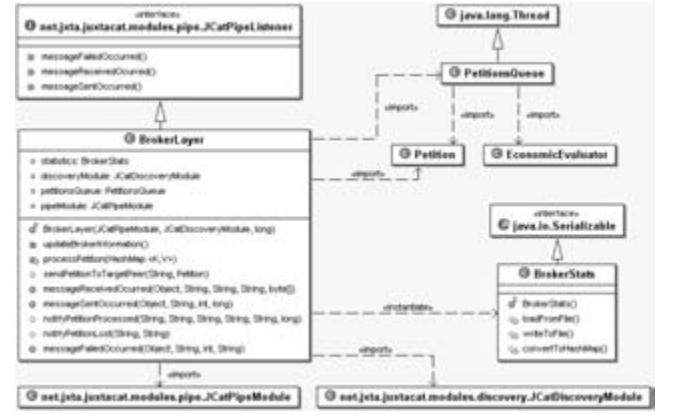 «interface»
net.jxta.juxtacat.modules.pipe.JCatPipeListener
messageFailedOccurred()
messageReceivedOcurred()
messageSentOccurred()
java.lang.Thread
PetitionsQueue
«import»
«import»
«import»
BrokerLayer
statistics: BrokerStats
discoveryModule: JCatDiscoveryModule
petitionsQueue: PetitionsQueue
pipeModule: JCatPipeModule
Petition
EconomicEvaluator
«import»
BrokerLayer(JCatPipeModule, JCatDiscoveryModule, long)
updateBrokerInformation()
processPetition(HashMap <K,V>)
sendPetitionToTargetPeer(String, Petition)
messageReceivedOccurred(Object, String, String, String, byte[])
messageSentOccurred(Object, String, int, long)
notifyPetitionProcessed(String, String, String, String, String, long)
notifyPetitionLost(String, String)
messageFailedOccurred(Object, String, int, String)
«interface»
java.io.Serializable
BrokerStats
BrokerStats()
loadFromFile()
writeToFile()
convertToHashMap()
«instantiate»
«import»
«import»
net.jxta.juxtacat.modules.pipe.JCatPipeModule
net.jxta.juxtacat.modules.discovery.JCatDiscoveryModule